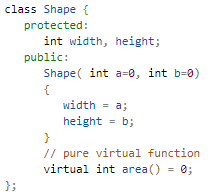 class Shape {
   protected:
      int width, height;
   public:
      Shape( int a=0, int b=0)
      {
         width = a;
         height = b;
      }
      // pure virtual function
      virtual int area() = 0;
};